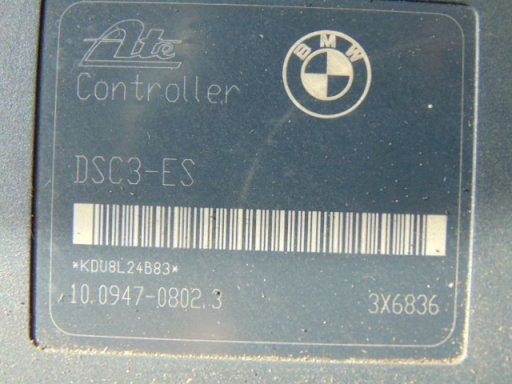 Ate
BMW
Controller
DSC3-ES
*KDU8L24B83*
10.0947-0802.3 3X6836